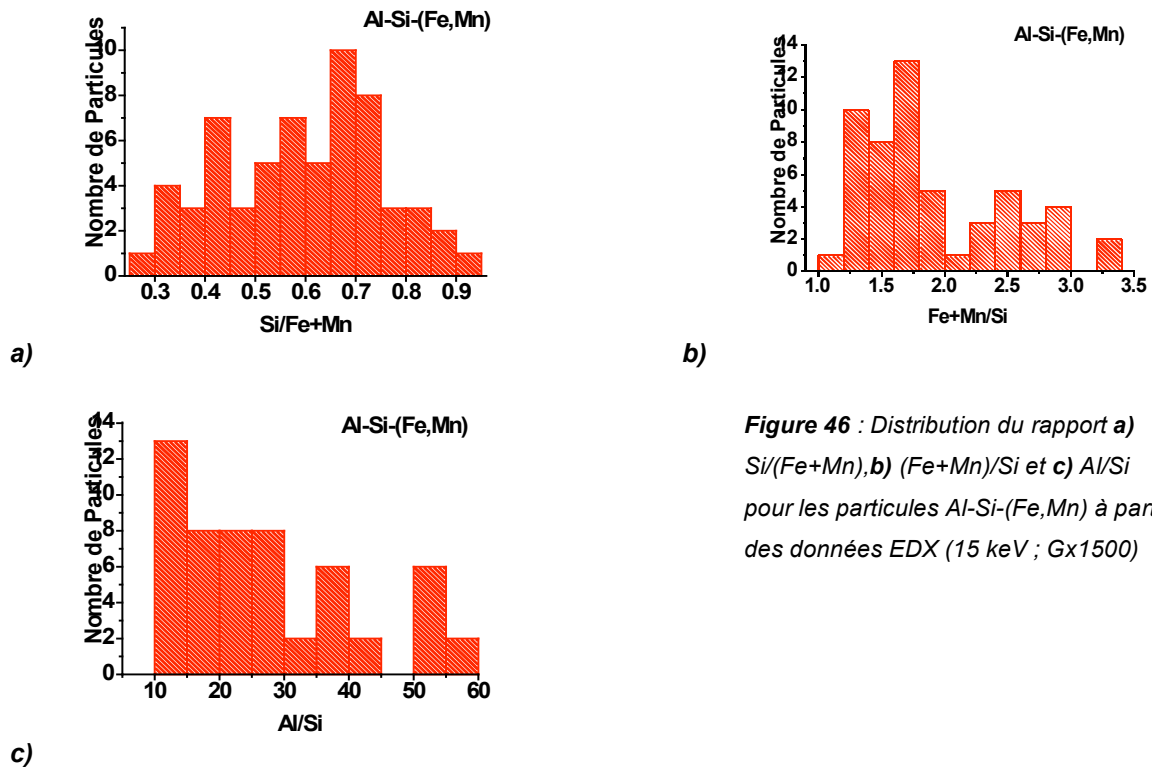 Al-Si-(Fe,Mn)
Nombre de Particules
10
8
6
4
2
0
0.3 0.4 0.5 0.6 0.7 0.8 0.9
Si/Fe+Mn
a)
Al-Si-(Fe,Mn)
Nombre de Particules
14
12
10
8
6
4
2
0
1.0 1.5 2.0 2.5 3.0 3.5
Fe+Mn/Si
b)
Al-Si-(Fe,Mn)
Nombre de Particules
14
12
10
8
6
4
2
0
10 20 30 40 50 60
Al/Si
c)
Figure 46 : Distribution du rapport a)
Si/(Fe+Mn),b) (Fe+Mn)/Si et c) Al/Si
pour les particules Al-Si-(Fe,Mn) à
des données EDX (15 keV ; Gx1500)